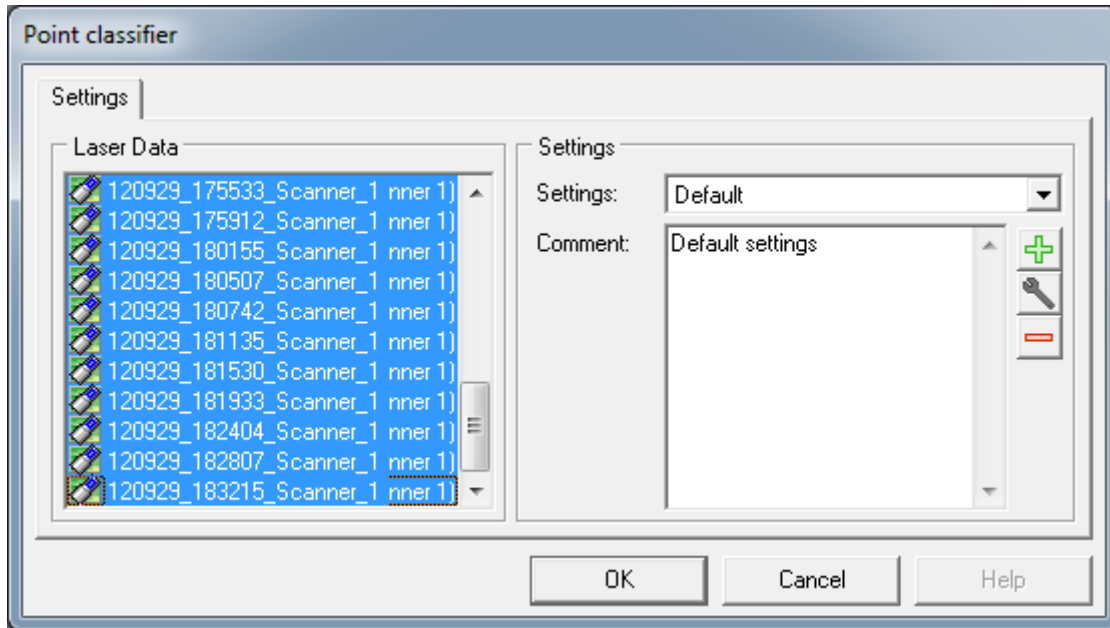 Point classifier
Settings
Laser Data
120929_175533_Scanner_1 nner 1)
120929_175912_Scanner_1 nner 1)
120929_180155_Scanner_1 nner 1)
120929_180507_Scanner_1 nner 1)
120929_180742_Scanner_1 nner 1)
120929_181135_Scanner_1 nner 1)
120929_181530_Scanner_1 nner 1)
120929_181933_Scanner_1 nner 1)
120929_182404_Scanner_1 nner 1)
120929_182807_Scanner_1 nner 1)
120929_183215_Scanner_1 nner 1)
Settings
Settings: Default
Comment: Default settings
OK Cancel Help